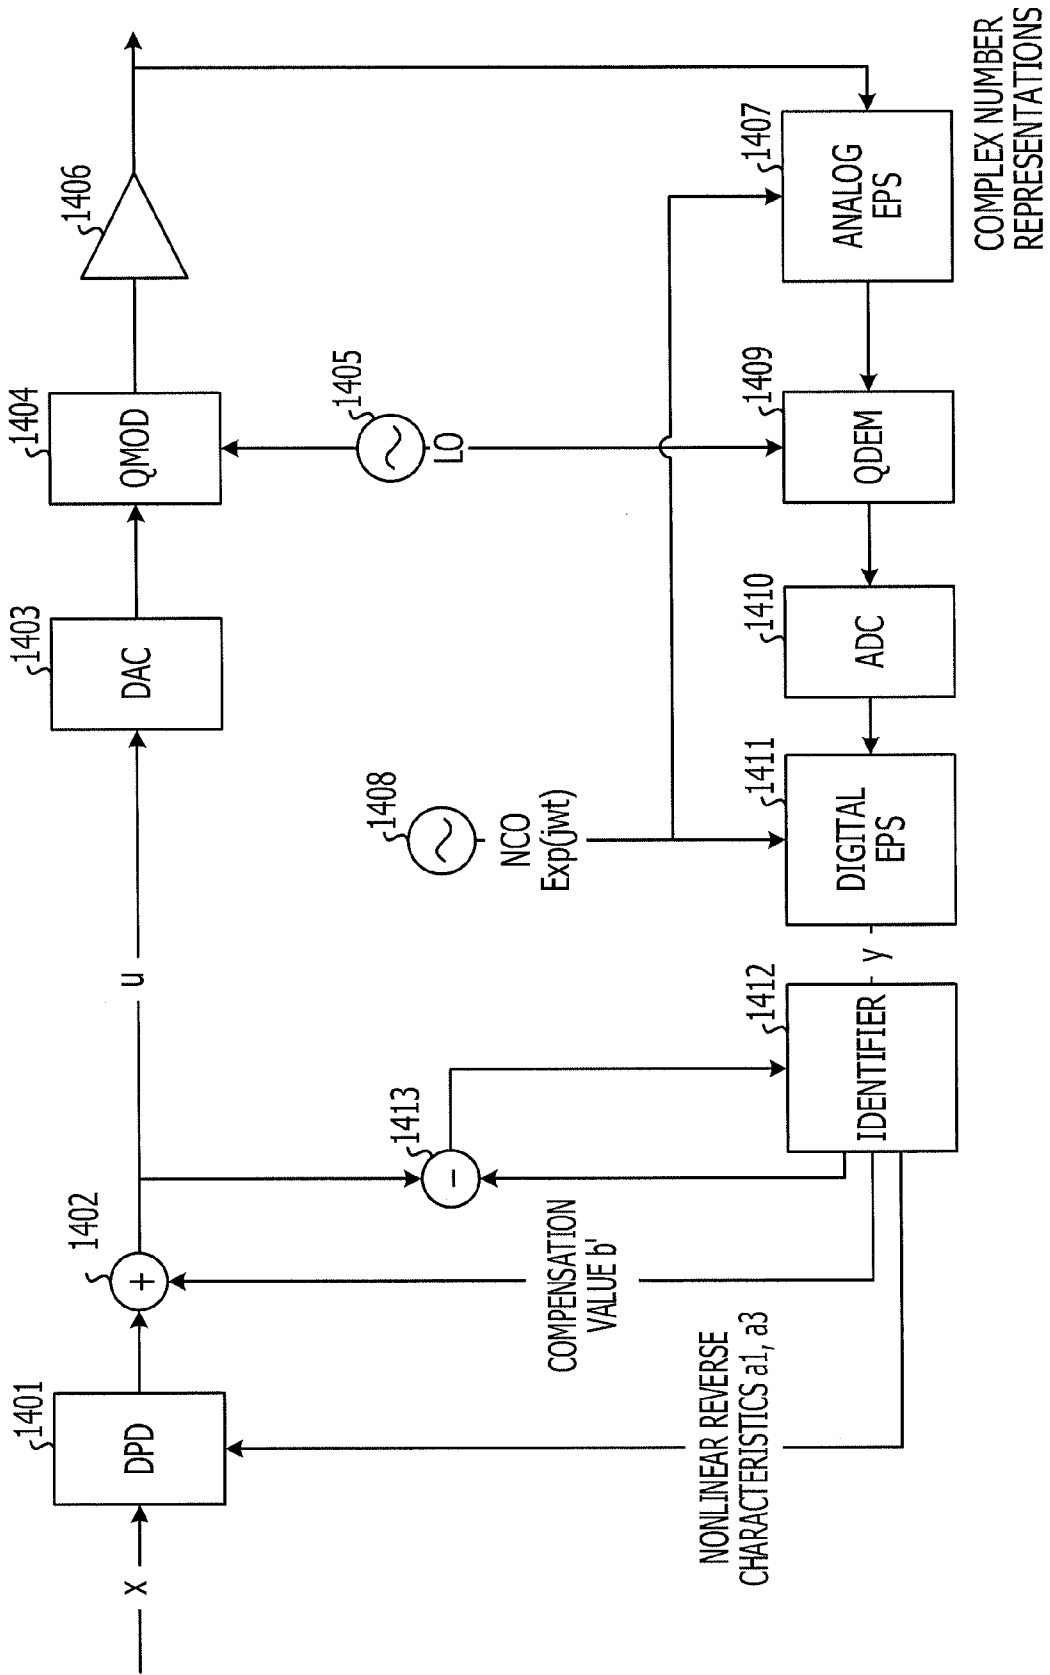 x
1401
DPD
1402
+
u
1403
DAC
1404
QMOD
1406
1405
LO
1408
NCO
Exp(jwt)
1413
-
COMPENSATION
VALUE b'
NONLINEAR REVERSE
CHARACTERISTICS a1, a3
1412
IDENTIFIER
y
1411
DIGITAL
EPS
1410
ADC
1409
QDEM
1407
ANALOG
EPS
COMPLEX NUMBER
REPRESENTATIONS